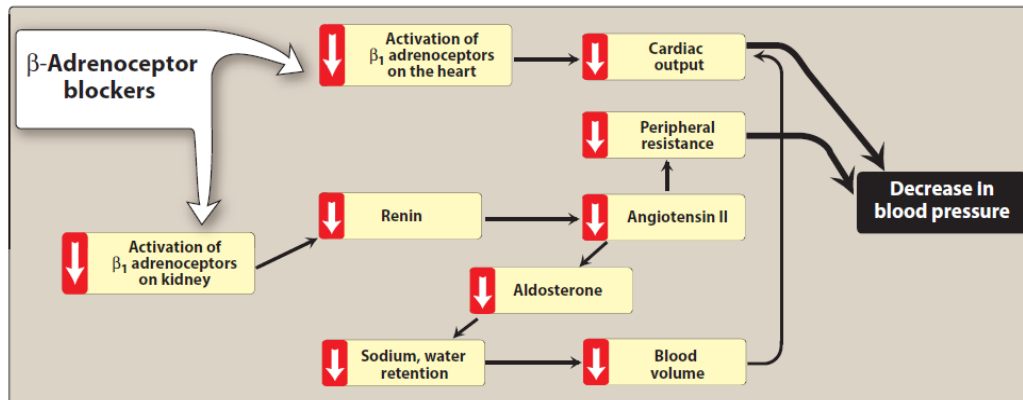 β-Adrenoceptor
blockers
Activation of
β₁ adrenoceptors
on the heart
Cardiac
output
Peripheral
resistance
Decrease in
blood pressure
Renin
Angiotensin II
Activation of
β₁ adrenoceptors
on kidney
Aldosterone
Sodium, water
retention
Blood
volume